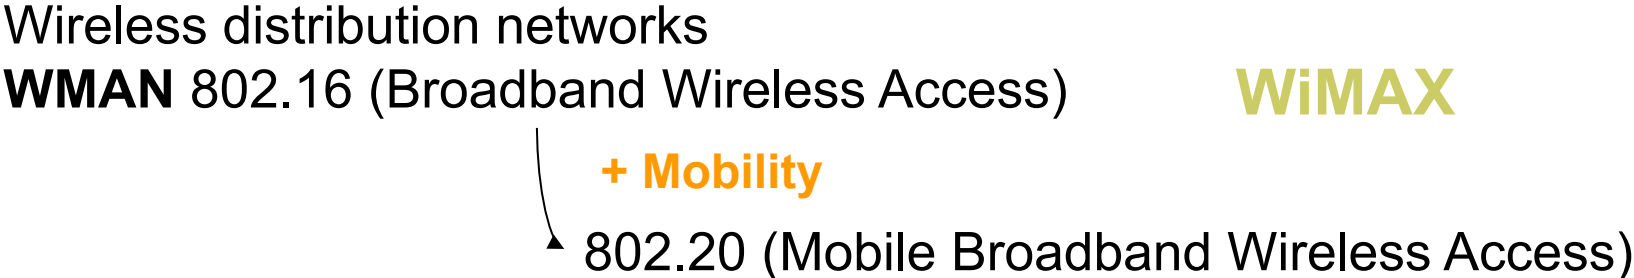 Wireless distribution networks
WMAN 802.16 (Broadband Wireless Access) WiMAX
+ Mobility
802.20 (Mobile Broadband Wireless Access)